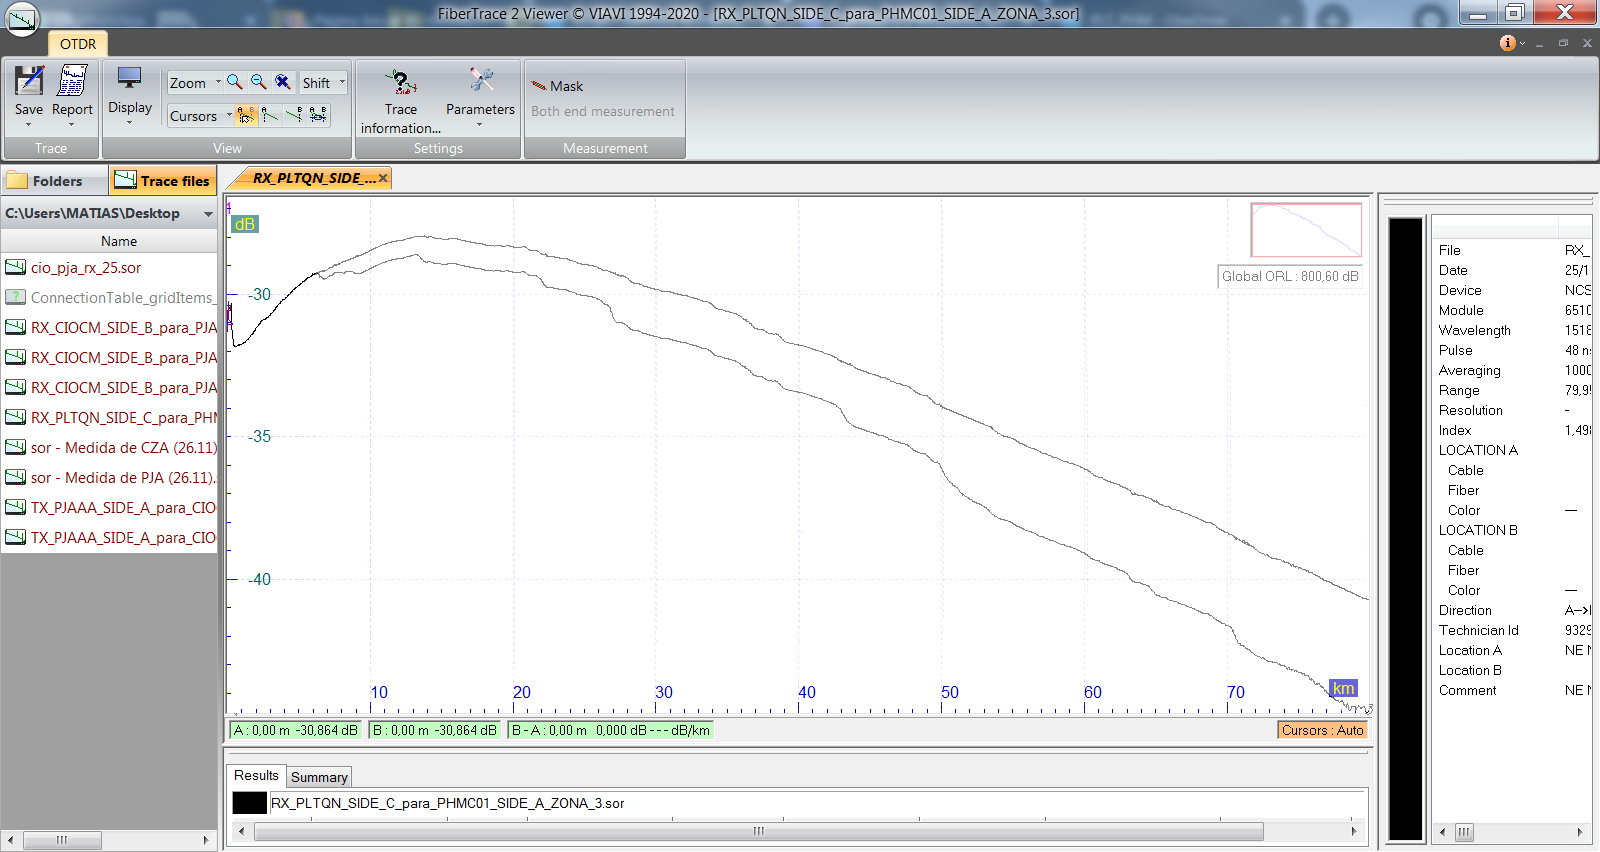 FiberTrace 2 Viewer © VIAVI 1994-2020 - [RX_PLTQN_SIDE_C_para_PHMC01_SIDE_A_ZONA_3.sor]
OTDR
Save
Report
Trace
Display
Zoom
Shift
Cursors
View
Trace information...
Parameters
Settings
Mask
Both end measurement
Measurement
Folders
Trace files
C:\Users\MATIAS\Desktop
Name
cio_pja_rx_25.sor
ConnectionTable_gridItems_
RX_CIOCM_SIDE_B_para_PJA
RX_CIOCM_SIDE_B_para_PJA
RX_CIOCM_SIDE_B_para_PJA
RX_PLTQN_SIDE_C_para_PHM
sor - Medida de CZA (26.11)
sor - Medida de PJA (26.11).
TX_PJAAA_SIDE_A_para_CIO
TX_PJAAA_SIDE_A_para_CIO
RX_PLTQN_SIDE_...
dB
-30
-35
-40
10
20
30
40
50
60
70
km
Global ORL : 800,60 dB
A : 0,00 m -30,864 dB
B : 0,00 m -30,864 dB
B - A : 0,00 m 0,000 dB --- dB/km
Cursors : Auto
Results
Summary
RX_PLTQN_SIDE_C_para_PHMC01_SIDE_A_ZONA_3.sor
File RX_
Date 25/1
Device NCS
Module 6510
Wavelength 1518
Pulse 48 n
Averaging 1000
Range 79,9
Resolution -
Index 1,498
LOCATION A
Cable
Fiber
Color —
LOCATION B
Cable
Fiber
Color —
Direction A-->
Technician Id 9329
Location A NE
Location B
Comment NE